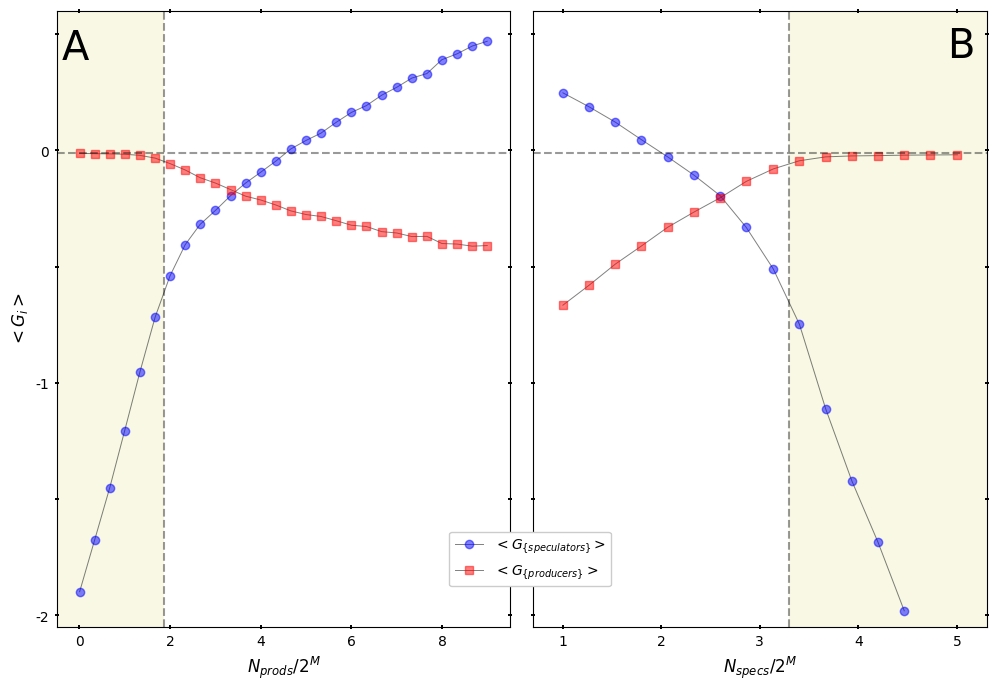 A
B
0
-1
-2
< G_i >
0 2 4 6 8
1 2 3 4 5
N_prods/2^M
N_specs/2^M
< G_{speculators} >
< G_{producers} >